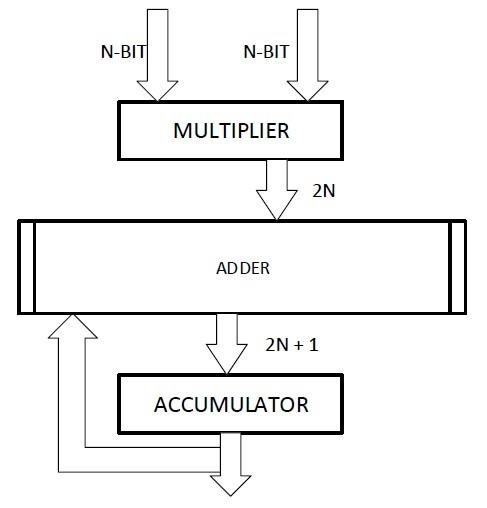 N-BIT
N-BIT
MULTIPLIER
2N
ADDER
2N + 1
ACCUMULATOR